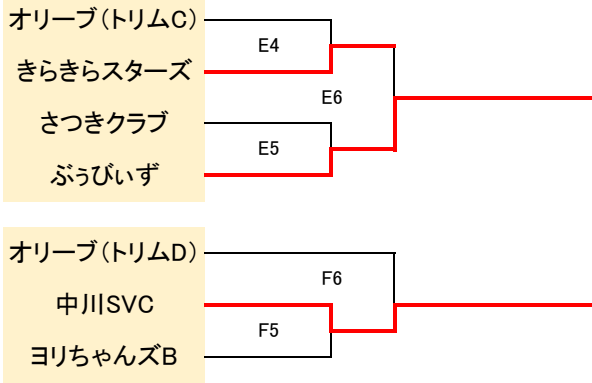 オリーブ(トリムC)
E4
きらきらスターズ
E6
さつきクラブ
E5
ぶぅびぃず
オリーブ(トリムD)
F6
中川SVC
F5
ヨリちゃんズB